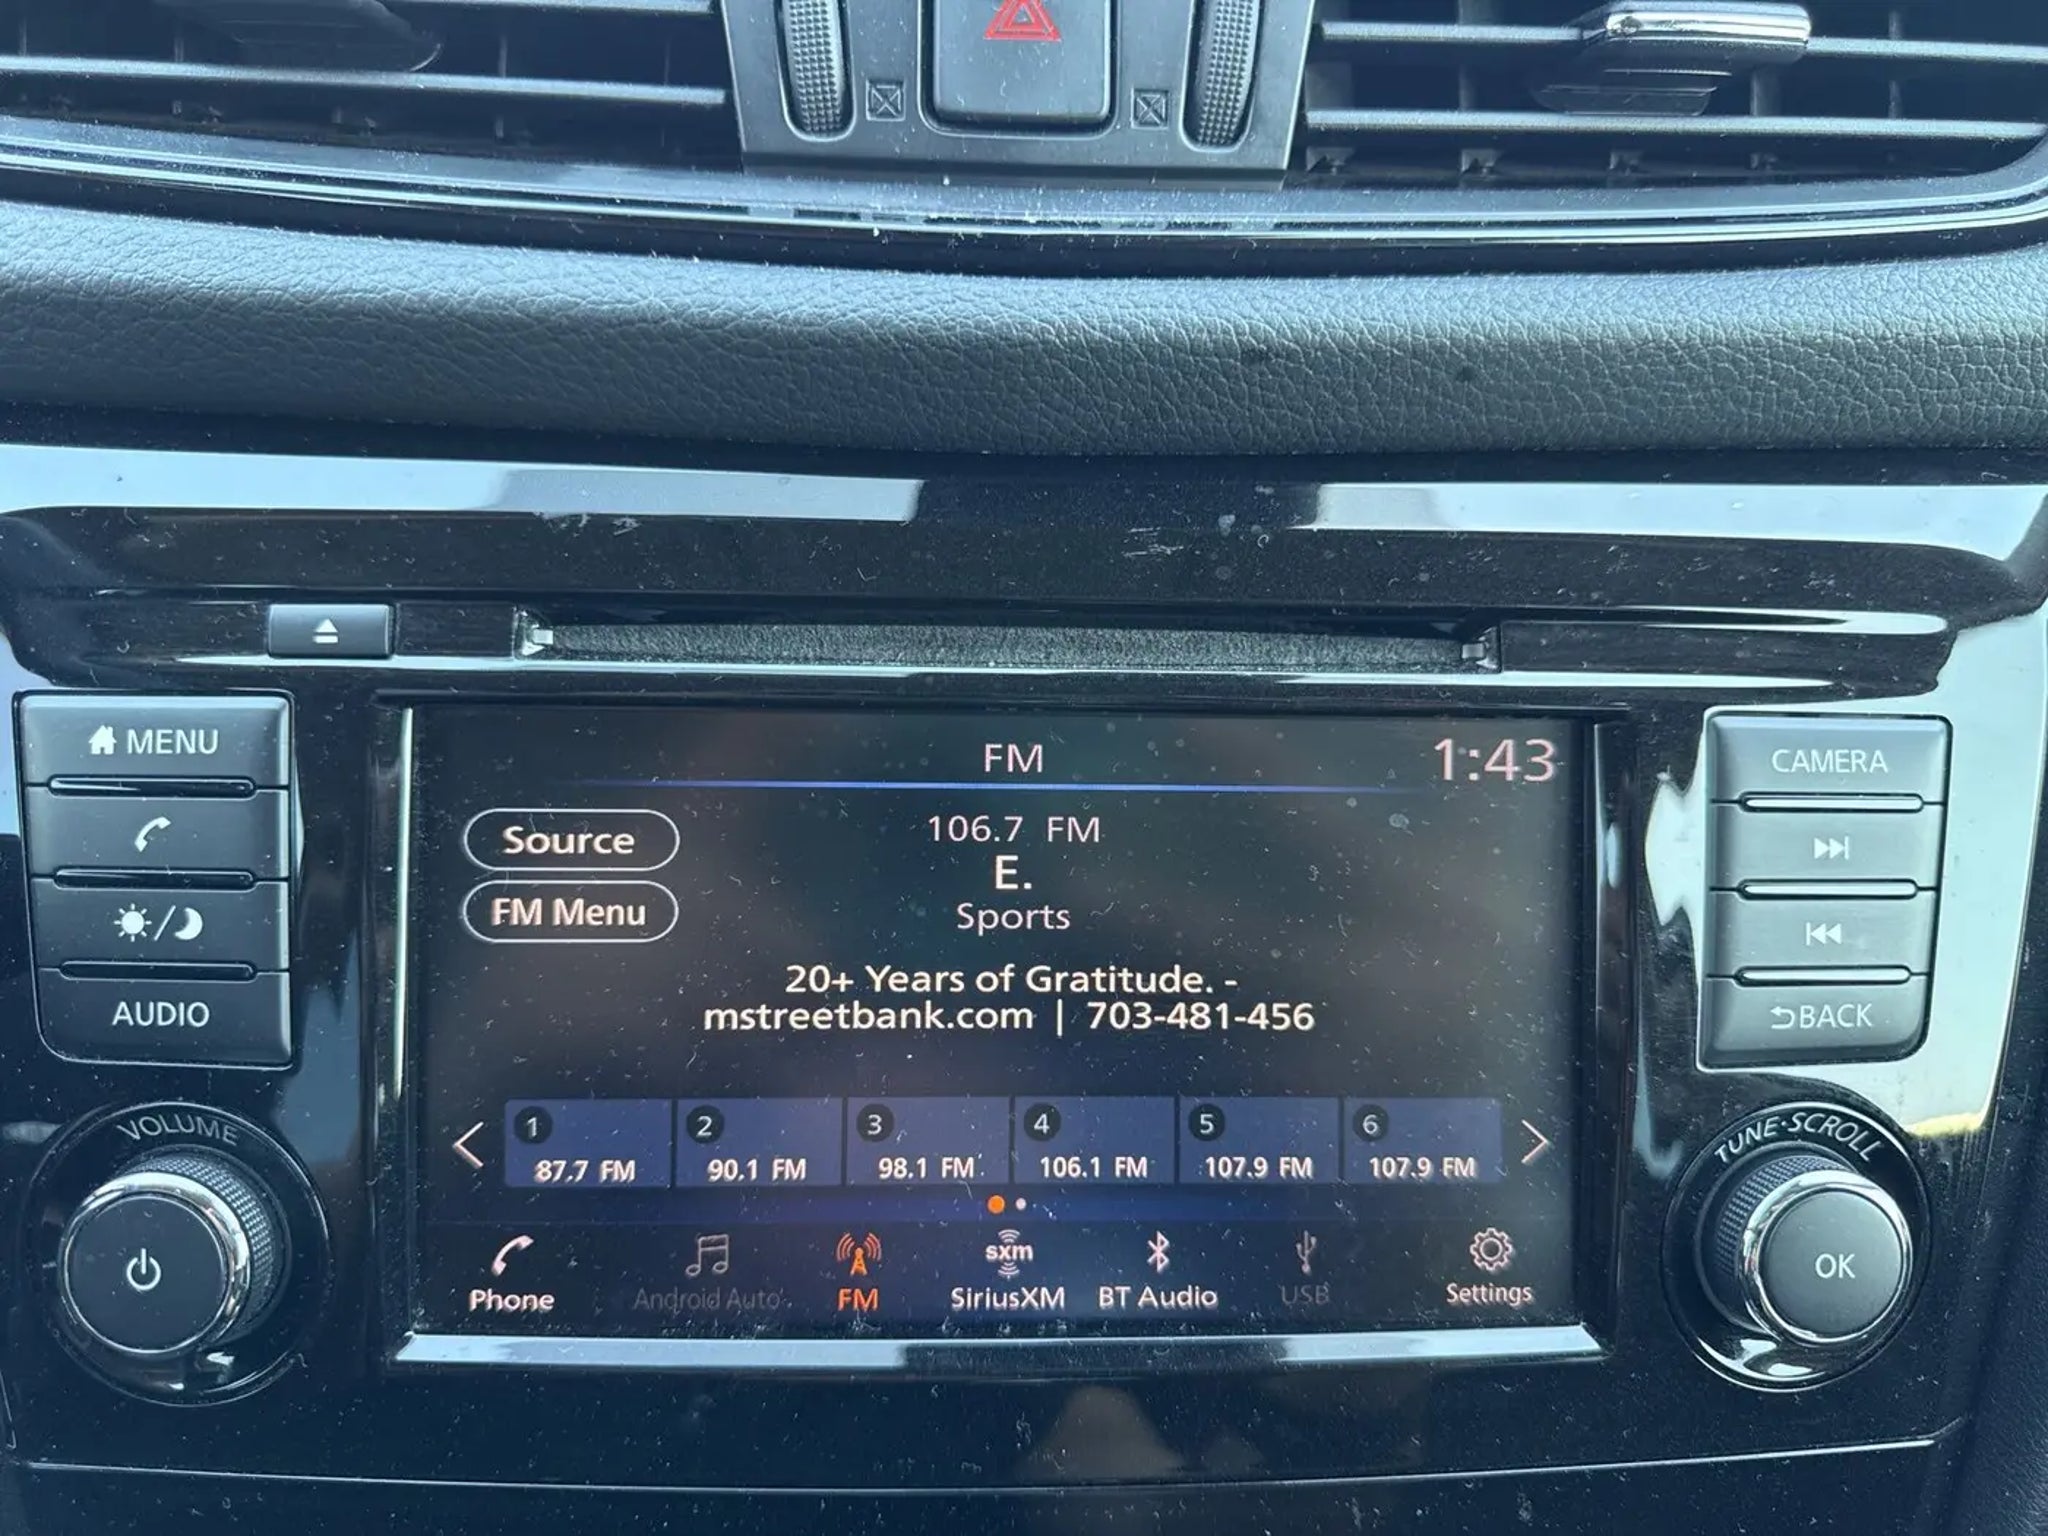 FM
1:43
MENU
CAMERA
Source
106.7 FM
E.
FM Menu
Sports
AUDIO
20+ Years of Gratitude. -
mstreetbank.com | 703-481-456
BACK
VOLUME
TUNE·SCROLL
1
2
3
4
5
6
87.7 FM
90.1 FM
98.1 FM
106.1 FM
107.9 FM
107.9 FM
sxm
OK
Phone
Android Auto
FM
SiriusXM
BT Audio
USB
Settings